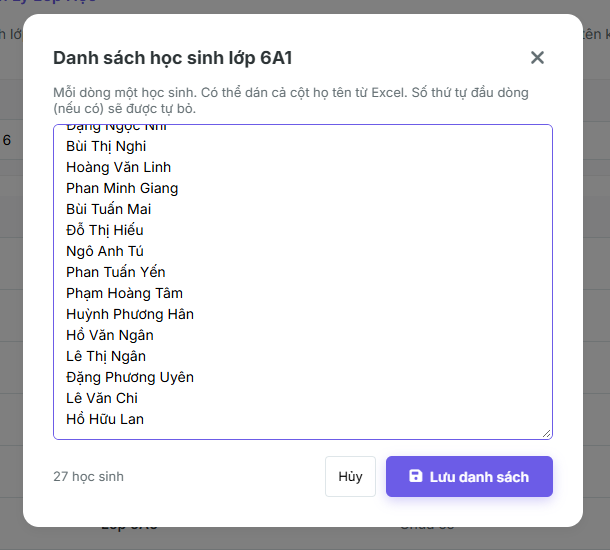 Danh sách học sinh lớp 6A1
Mỗi dòng một học sinh. Có thể dán cả cột họ tên từ Excel. Số thứ tự đầu dòng
(nếu có) sẽ được tự bỏ.
Đặng Ngọc Nhi
Bùi Thị Nghi
Hoàng Văn Linh
Phan Minh Giang
Bùi Tuấn Mai
Đỗ Thị Hiếu
Ngô Anh Tú
Phan Tuấn Yến
Phạm Hoàng Tâm
Huỳnh Phương Hân
Hồ Văn Ngân
Lê Thị Ngân
Đặng Phương Uyên
Lê Văn Chi
Hồ Hữu Lan
27 học sinh
Hủy
Lưu danh sách
6